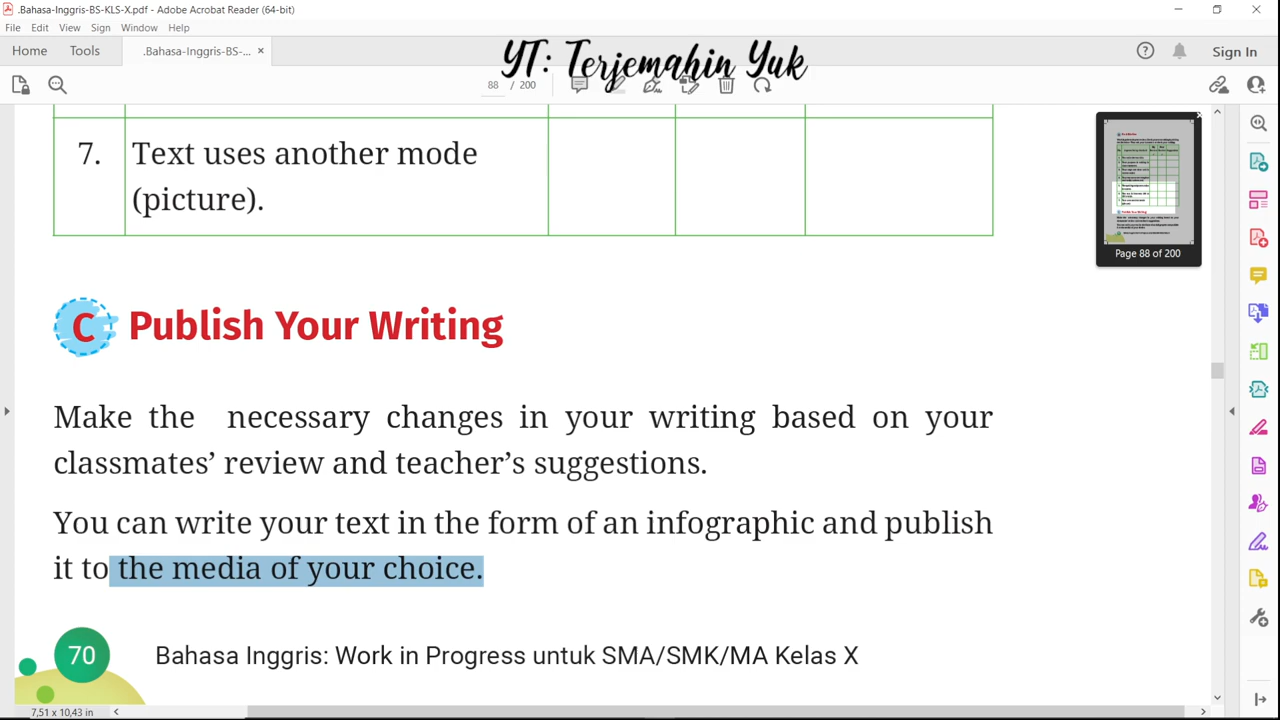 .Bahasa-Inggris-BS-KLS-X.pdf - Adobe Acrobat Reader (64-bit)
File Edit View Sign Window Help
Home Tools .Bahasa-Inggris-BS-... × Sign In
YT: Terjemahin Yuk
88 / 200
7. Text uses another mode
(picture).
Page 88 of 200
C Publish Your Writing
Make the necessary changes in your writing based on your
classmates’ review and teacher’s suggestions.
You can write your text in the form of an infographic and publish
it to the media of your choice.
70 Bahasa Inggris: Work in Progress untuk SMA/SMK/MA Kelas X
7,51 x 10,43 in